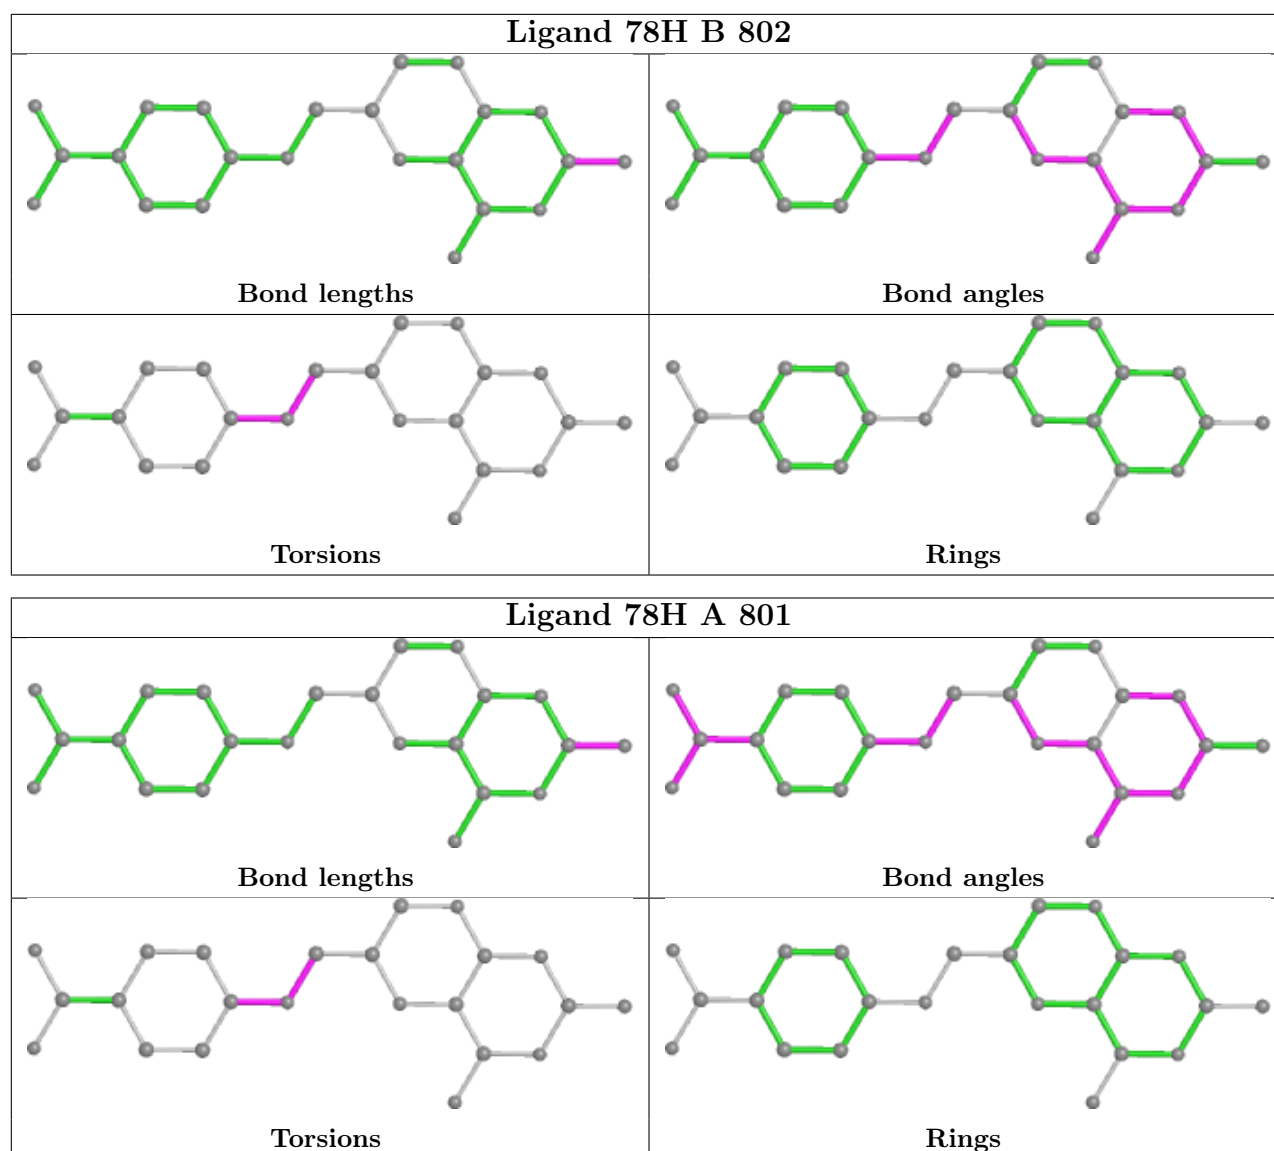 Ligand 78H B 802
Bond lengths
Bond angles
Torsions
Rings
Ligand 78H A 801
Bond lengths
Bond angles
Torsions
Rings